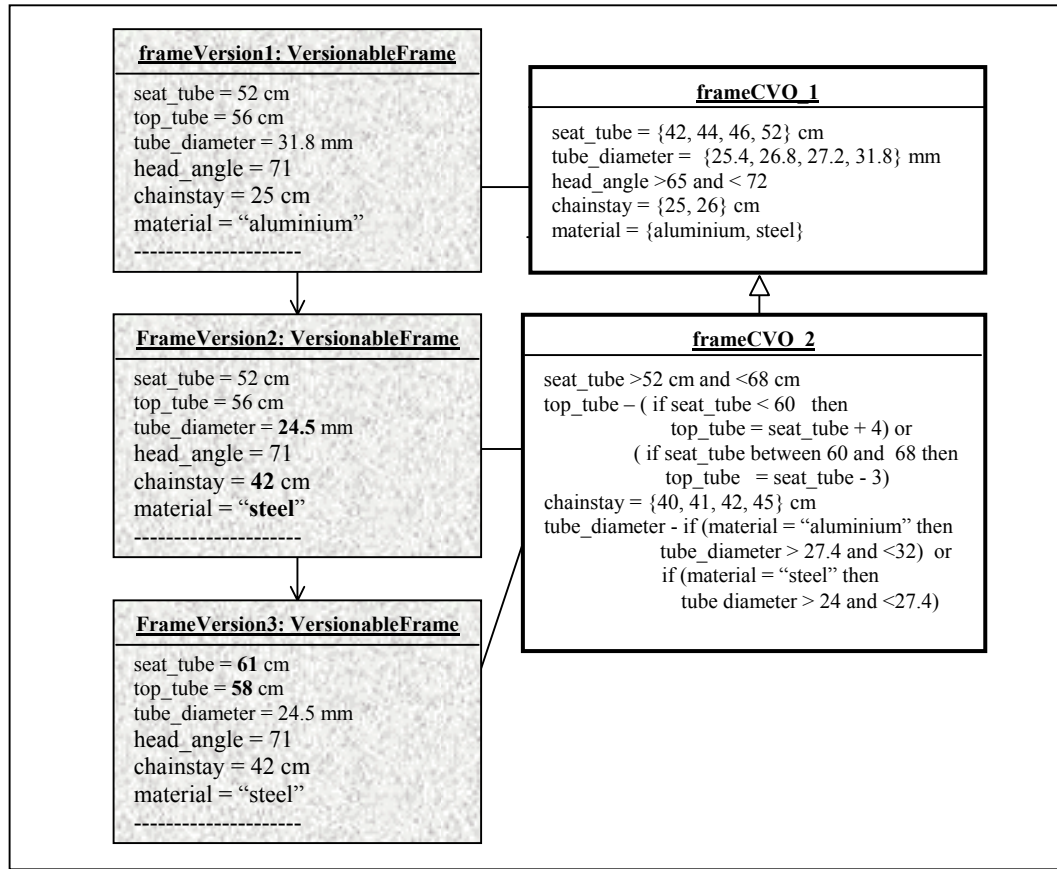 frameVersion1: VersionableFrame
seat_tube = 52 cm
top_tube = 56 cm
tube_diameter = 31.8 mm
head_angle = 71
chainstay = 25 cm
material = “aluminium”
---------------------
frameCVO_1
seat_tube = {42, 44, 46, 52} cm
tube_diameter = {25.4, 26.8, 27.2, 31.8} mm
head_angle >65 and < 72
chainstay = {25, 26} cm
material = {aluminium, steel}
FrameVersion2: VersionableFrame
seat_tube = 52 cm
top_tube = 56 cm
tube_diameter = 24.5 mm
head_angle = 71
chainstay = 42 cm
material = “steel”
---------------------
frameCVO_2
seat_tube >52 cm and <68 cm
top_tube – ( if seat_tube < 60 then
top_tube = seat_tube + 4) or
( if seat_tube between 60 and 68 then
top_tube = seat_tube - 3)
chainstay = {40, 41, 42, 45} cm
tube_diameter - if (material = “aluminium” then
tube_diameter > 27.4 and <32) or
if (material = “steel” then
tube diameter > 24 and <27.4)
FrameVersion3: VersionableFrame
seat_tube = 61 cm
top_tube = 58 cm
tube_diameter = 24.5 mm
head_angle = 71
chainstay = 42 cm
material = “steel”
---------------------